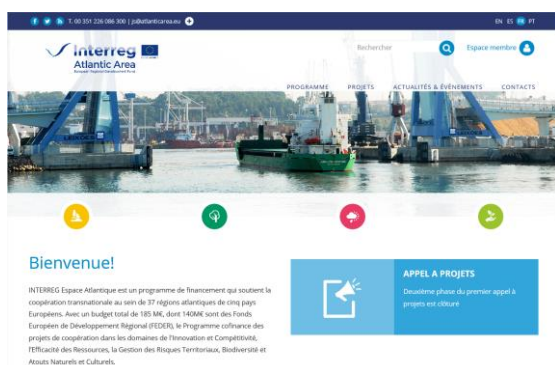 T. 00 351 226 086 300 | js@atlanticarea.eu
EN ES FR PT
Interreg
Atlantic Area
European Regional Development Fund
Rechercher
Espace membre
PROGRAMME PROJETS ACTUALITÉS & ÉVÉNEMENTS CONTACTS
Bienvenue!
INTERREG Espace Atlantique est un programme de financement qui soutient la
coopération transnationale au sein de 37 régions atlantiques de cinq pays
Européens. Avec un budget total de 185 M€, dont 140M€ sont des Fonds
Européen de Développement Régional (FEDER), le Programme cofinance des
projets de coopération dans les domaines de l'Innovation et Compétitivité,
l'Efficacité des Ressources, la Gestion des Risques Territoriaux, Biodiversité et
Atouts Naturels et Culturels.
APPEL A PROJETS
Deuxième phase du premier appel à
projets est clôturé